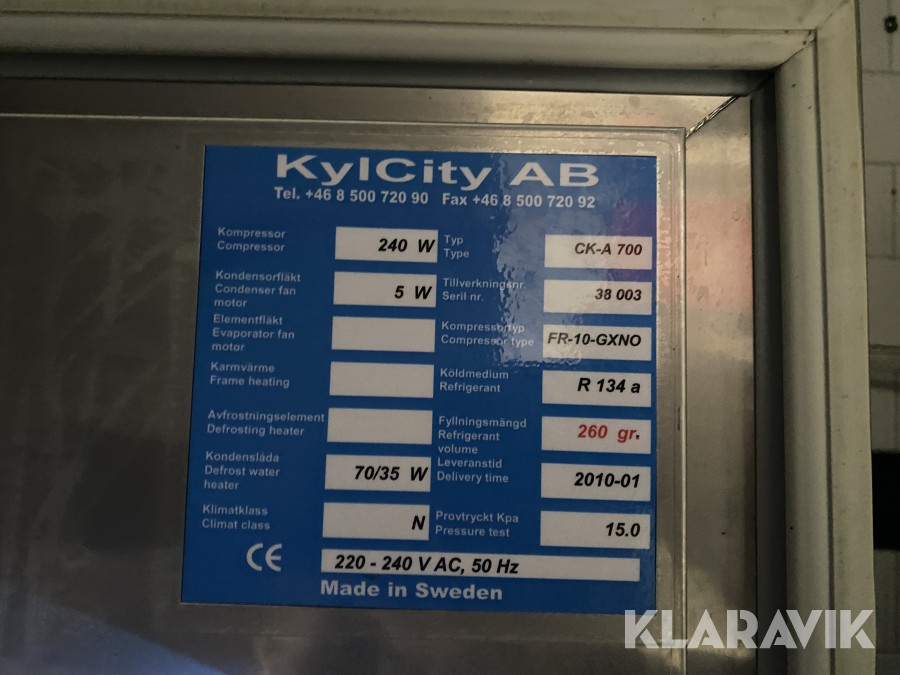 KylCity AB
Tel. +46 8 500 720 90 Fax +46 8 500 720 92
Kompressor
Compressor
240 W
Typ
Type
CK-A 700
Kondensorfläkt
Condenser fan
motor
5 W
Tillverkningsnr.
Seril nr.
38 003
Elementfläkt
Evaporator fan
motor
Kompressortyp
Compressor type
FR-10-GXNO
Karmvärme
Frame heating
Köldmedium
Refrigerant
R 134 a
Avfrostningselement
Defrosting heater
Fyllningsmängd
Refrigerant
volume
260 gr.
Kondenslåda
Defrost water
heater
70/35 W
Leveranstid
Delivery time
2010-01
Klimatklass
Climat class
N
Provtryckt Kpa
Pressure test
15.0
CE
220 - 240 V AC, 50 Hz
Made in Sweden
KLARAVIK